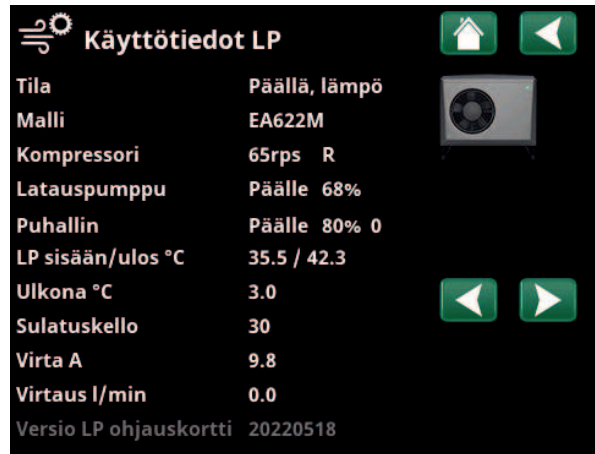 Käyttötiedot LP
Tila Päällä, lämpö
Malli EA622M
Kompressori 65rps R
Latauspumppu Päälle 68%
Puhallin Päälle 80% 0
LP sisään/ulos °C 35.5 / 42.3
Ulkona °C 3.0
Sulatuskello 30
Virta A 9.8
Virtaus l/min 0.0
Versio LP ohjauskortti 20220518